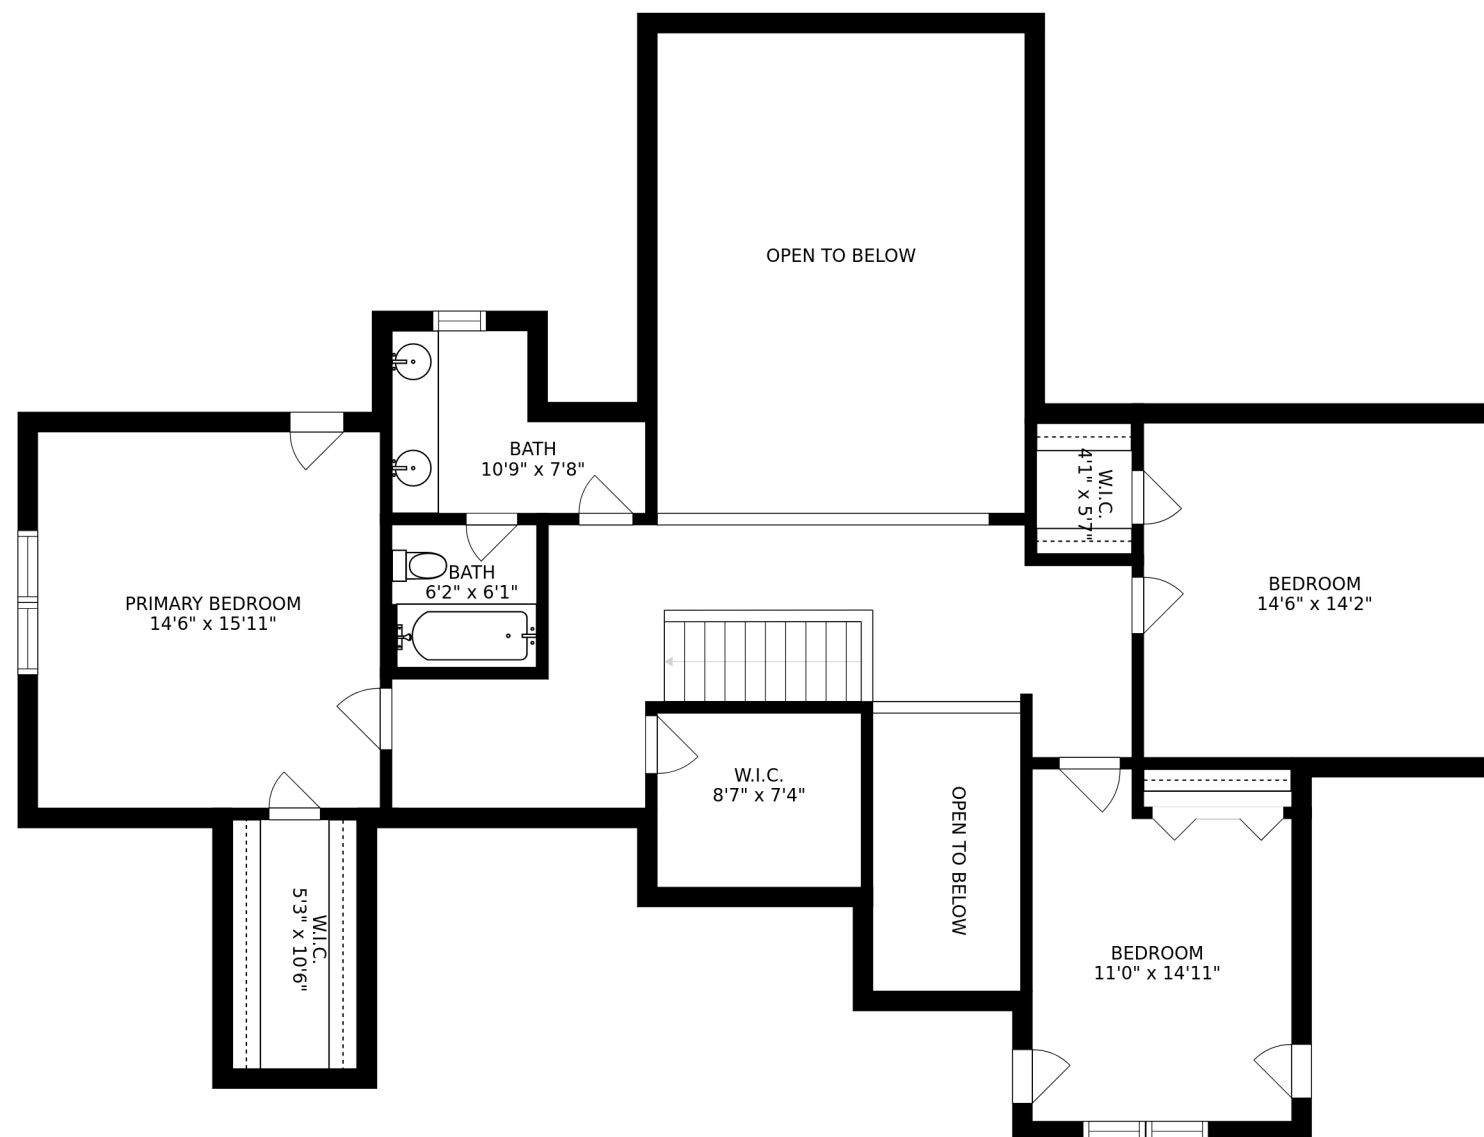 OPEN TO BELOW
BATH
10'9" x 7'8"
W.I.C.
4'1" x 5'7"
BATH
6'2" x 6'1"
PRIMARY BEDROOM
14'6" x 15'11"
BEDROOM
14'6" x 14'2"
W.I.C.
8'7" x 7'4"
OPEN TO BELOW
W.I.C.
5'3" x 10'6"
BEDROOM
11'0" x 14'11"